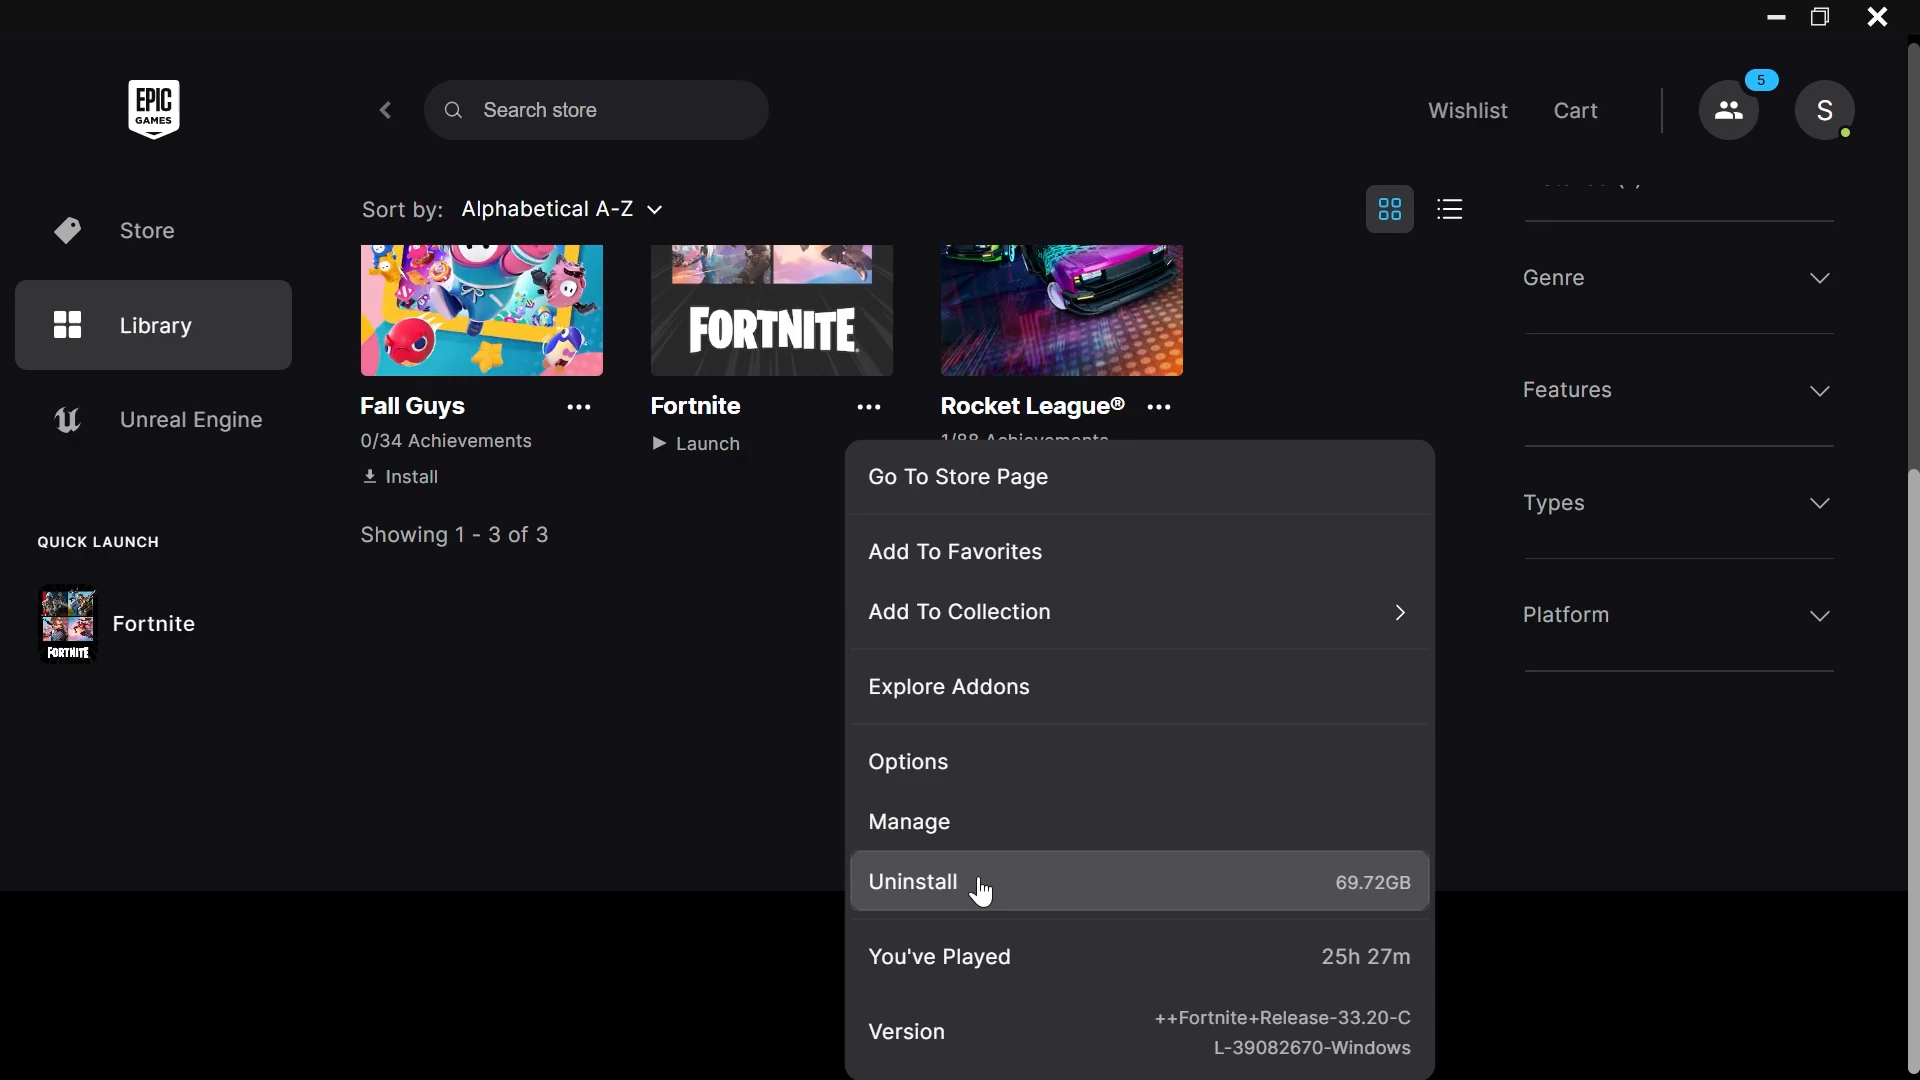 EPIC
GAMES
Search store
Wishlist
Cart
5
S
Sort by: Alphabetical A-Z
Store
Library
Unreal Engine
QUICK LAUNCH
FORTNITE
Fortnite
FORTNITE
Fall Guys
0/34 Achievements
Install
Fortnite
Launch
Rocket League®
1/88 Achievements
Showing 1 - 3 of 3
Go To Store Page
Add To Favorites
Add To Collection
Explore Addons
Options
Manage
Uninstall 69.72GB
You've Played 25h 27m
Version ++Fortnite+Release-33.20-C
L-39082670-Windows
Genre
Features
Types
Platform